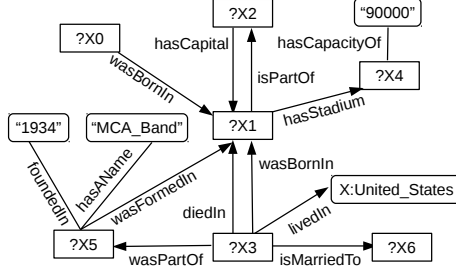 ?X2
“90000”
?X0
hasCapital
hasCapacityOf
wasBornIn
isPartOf
?X4
“1934”
“MCA_Band”
?X1
hasStadium
foundedIn
hasAName
wasFormedIn
wasBornIn
diedIn
livedIn
X:United_States
?X5
wasPartOf
?X3
isMarriedTo
?X6